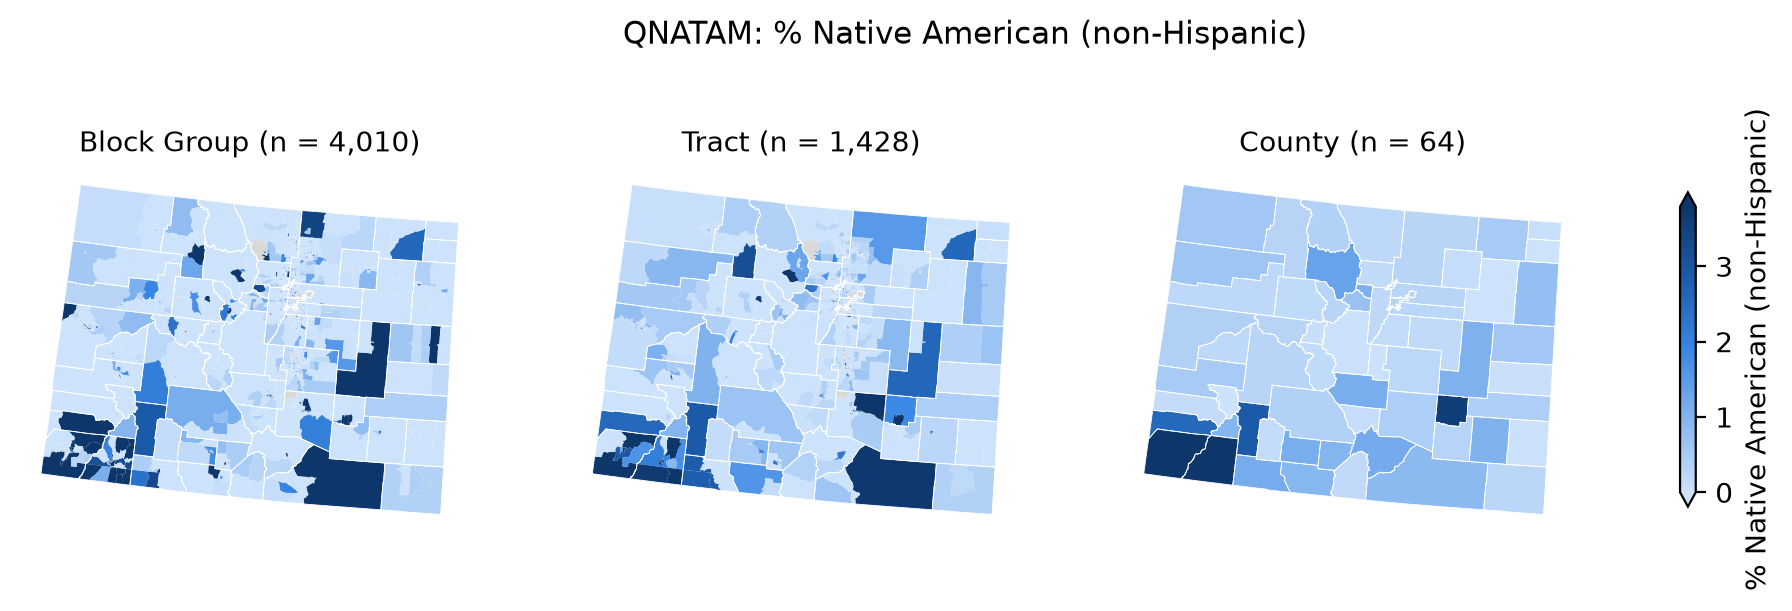 QNATAM: % Native American (non-Hispanic)
Block Group (n = 4,010)
Tract (n = 1,428)
County (n = 64)
3
2
1
0
% Native American (non-Hispanic)